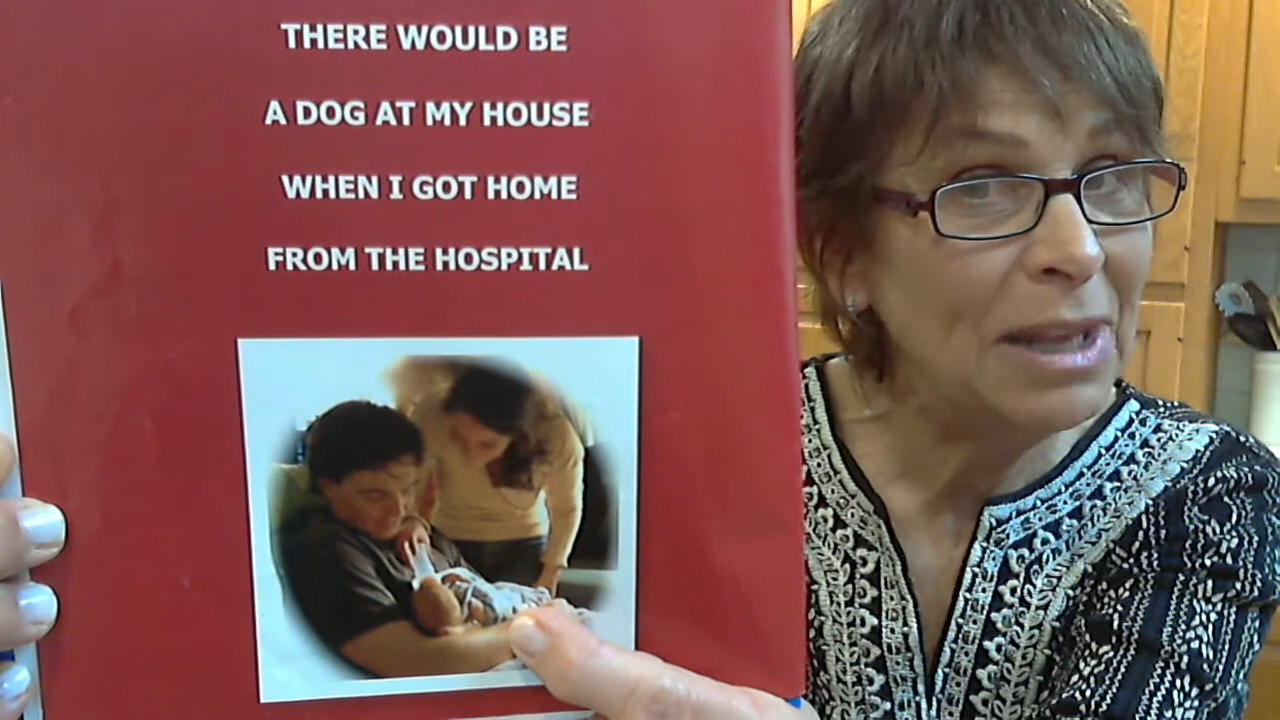 THERE WOULD BE
A DOG AT MY HOUSE
WHEN I GOT HOME
FROM THE HOSPITAL